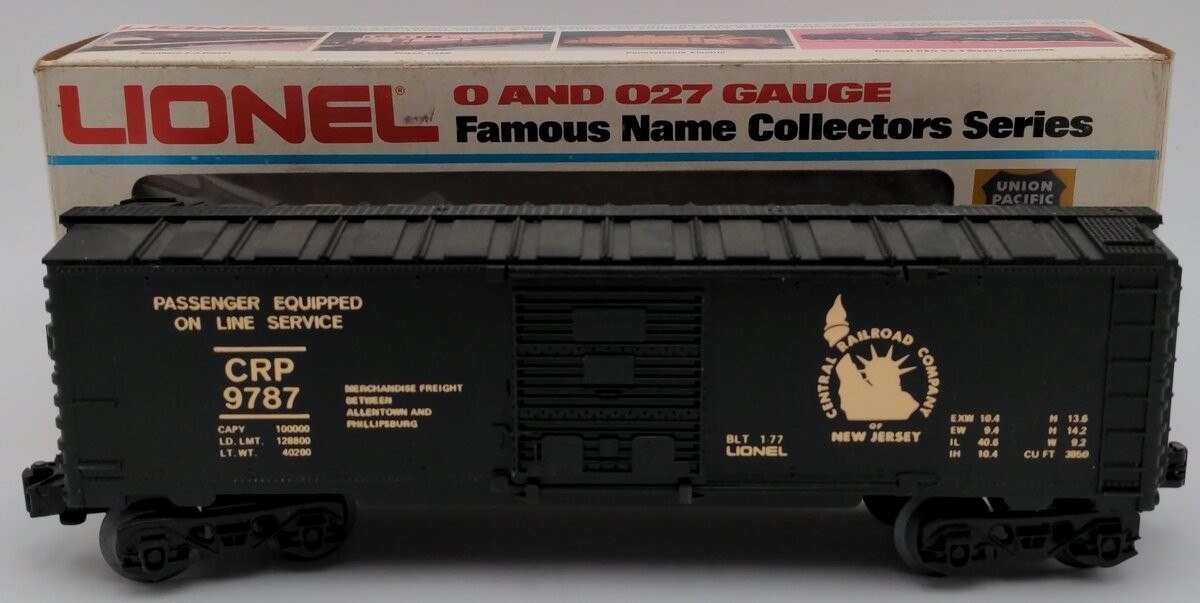 LIONEL®
O AND O27 GAUGE
Famous Name Collectors Series
UNION
PACIFIC
PASSENGER EQUIPPED
ON LINE SERVICE
CRP
9787
CAPY 100000
LD. LMT. 128800
LT. WT. 40200
MERCHANDISE FREIGHT
BETWEEN
ALLENTOWN AND
PHILLIPSBURG
BLT 1-77
LIONEL
CENTRAL RAILROAD COMPANY
OF
NEW JERSEY
EXW 10.4 H 13.6
EW 9.4 H 14.2
IL 40.6 W 9.2
IH 10.4 CU FT 3850